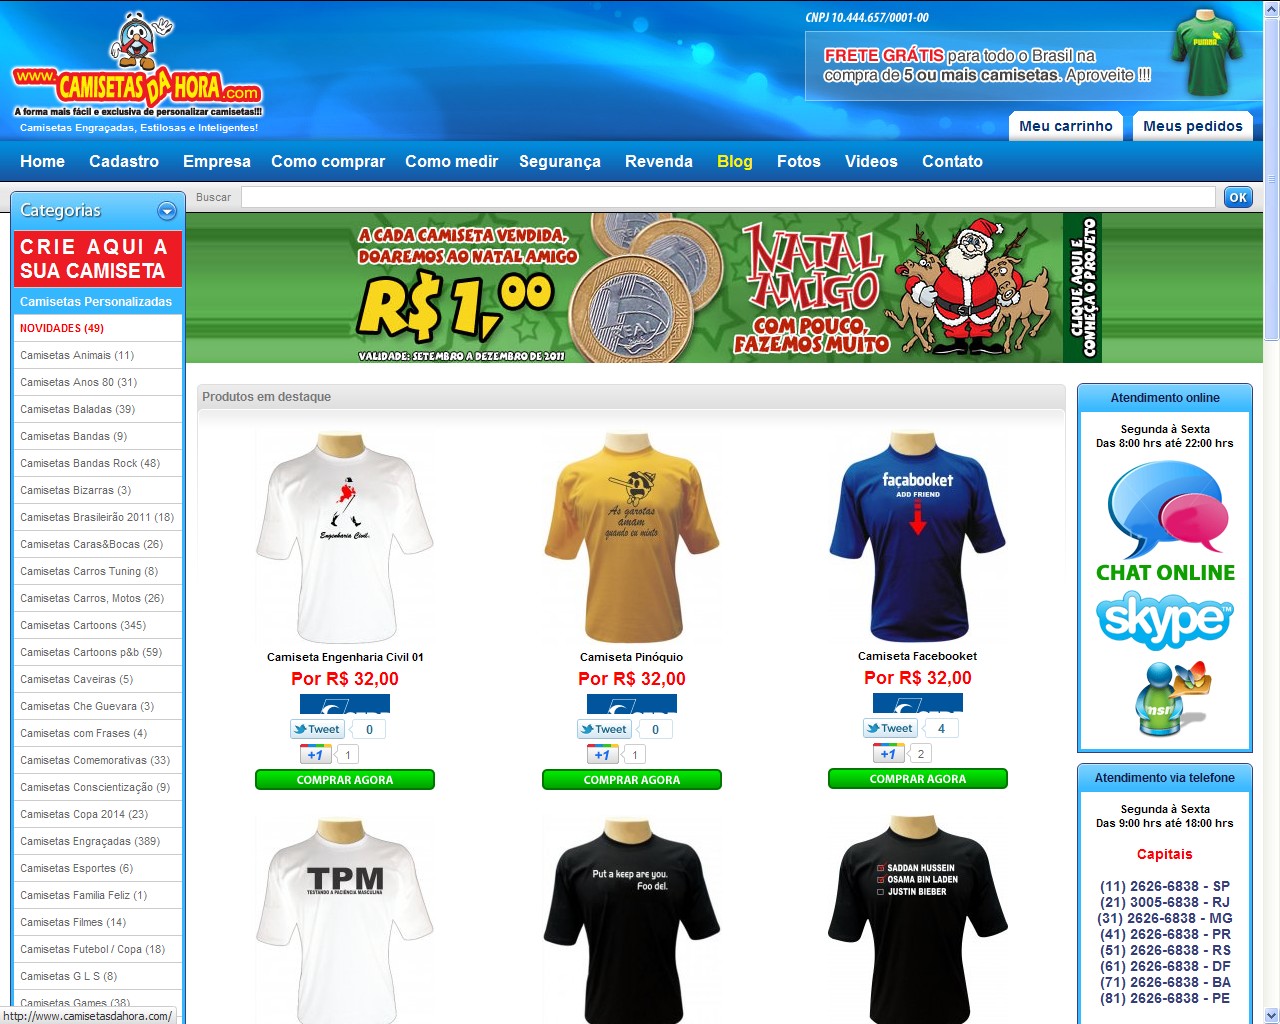 CNPJ 10.444.657/0001-00
FRETE GRÁTIS para todo o Brasil na
compra de 5 ou mais camisetas. Aproveite !!!
PUMBA
www.CAMISETASDAHORA.com
A forma mais fácil e exclusiva de personalizar camisetas!!!
Camisetas Engraçadas, Estilosas e Inteligentes!
Meu carrinho
Meus pedidos
Home
Cadastro
Empresa
Como comprar
Como medir
Segurança
Revenda
Blog
Fotos
Videos
Contato
Categorias
Buscar
OK
CRIE AQUI A
SUA CAMISETA
Camisetas Personalizadas
NOVIDADES (49)
Camisetas Animais (11)
Camisetas Anos 80 (31)
Camisetas Baladas (39)
Camisetas Bandas (9)
Camisetas Bandas Rock (48)
Camisetas Bizarras (3)
Camisetas Brasileirão 2011 (18)
Camisetas Caras&Bocas (26)
Camisetas Carros Tuning (8)
Camisetas Carros, Motos (26)
Camisetas Cartoons (345)
Camisetas Cartoons p&b (59)
Camisetas Caveiras (5)
Camisetas Che Guevara (3)
Camisetas com Frases (4)
Camisetas Comemorativas (33)
Camisetas Conscientização (9)
Camisetas Copa 2014 (23)
Camisetas Engraçadas (389)
Camisetas Esportes (6)
Camisetas Familia Feliz (1)
Camisetas Filmes (14)
Camisetas Futebol / Copa (18)
Camisetas G L S (8)
Camisetas Games (38)
http://www.camisetasdahora.com/
A CADA CAMISETA VENDIDA,
DOAREMOS AO NATAL AMIGO
R$ 1,00
VALIDADE: SETEMBRO A DEZEMBRO DE 2011
REAL
NATAL
AMIGO
COM POUCO,
FAZEMOS MUITO
CLIQUE AQUI E
CONHEÇA O PROJETO
Produtos em destaque
Engenharia Civil.
Camiseta Engenharia Civil 01
Por R$ 32,00
Tweet
0
+1
1
COMPRAR AGORA
As garotas
amam
quando eu minto
Camiseta Pinóquio
Por R$ 32,00
Tweet
0
+1
1
COMPRAR AGORA
façabooket
ADD FRIEND
Camiseta Facebooket
Por R$ 32,00
Tweet
4
+1
2
COMPRAR AGORA
TPM
TESTANDO A PACIÊNCIA MASCULINA
Put a keep are you.
Foo del.
SADDAN HUSSEIN
OSAMA BIN LADEN
JUSTIN BIEBER
Atendimento online
Segunda à Sexta
Das 8:00 hrs até 22:00 hrs
CHAT ONLINE
skype™
msn
Atendimento via telefone
Segunda à Sexta
Das 9:00 hrs até 18:00 hrs
Capitais
(11) 2626-6838 - SP
(21) 3005-6838 - RJ
(31) 2626-6838 - MG
(41) 2626-6838 - PR
(51) 2626-6838 - RS
(61) 2626-6838 - DF
(71) 2626-6838 - BA
(81) 2626-6838 - PE